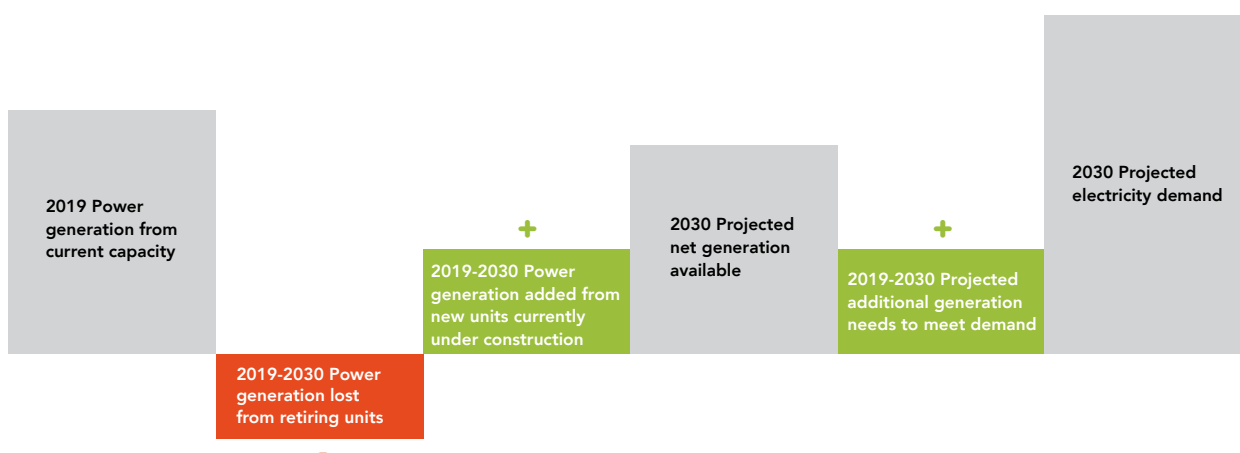 2019 Power
generation from
current capacity
2019-2030 Power
generation lost
from retiring units
+
2019-2030 Power
generation added from
new units currently
under construction
2030 Projected
net generation
available
+
2019-2030 Projected
additional generation
needs to meet demand
2030 Projected
electricity demand